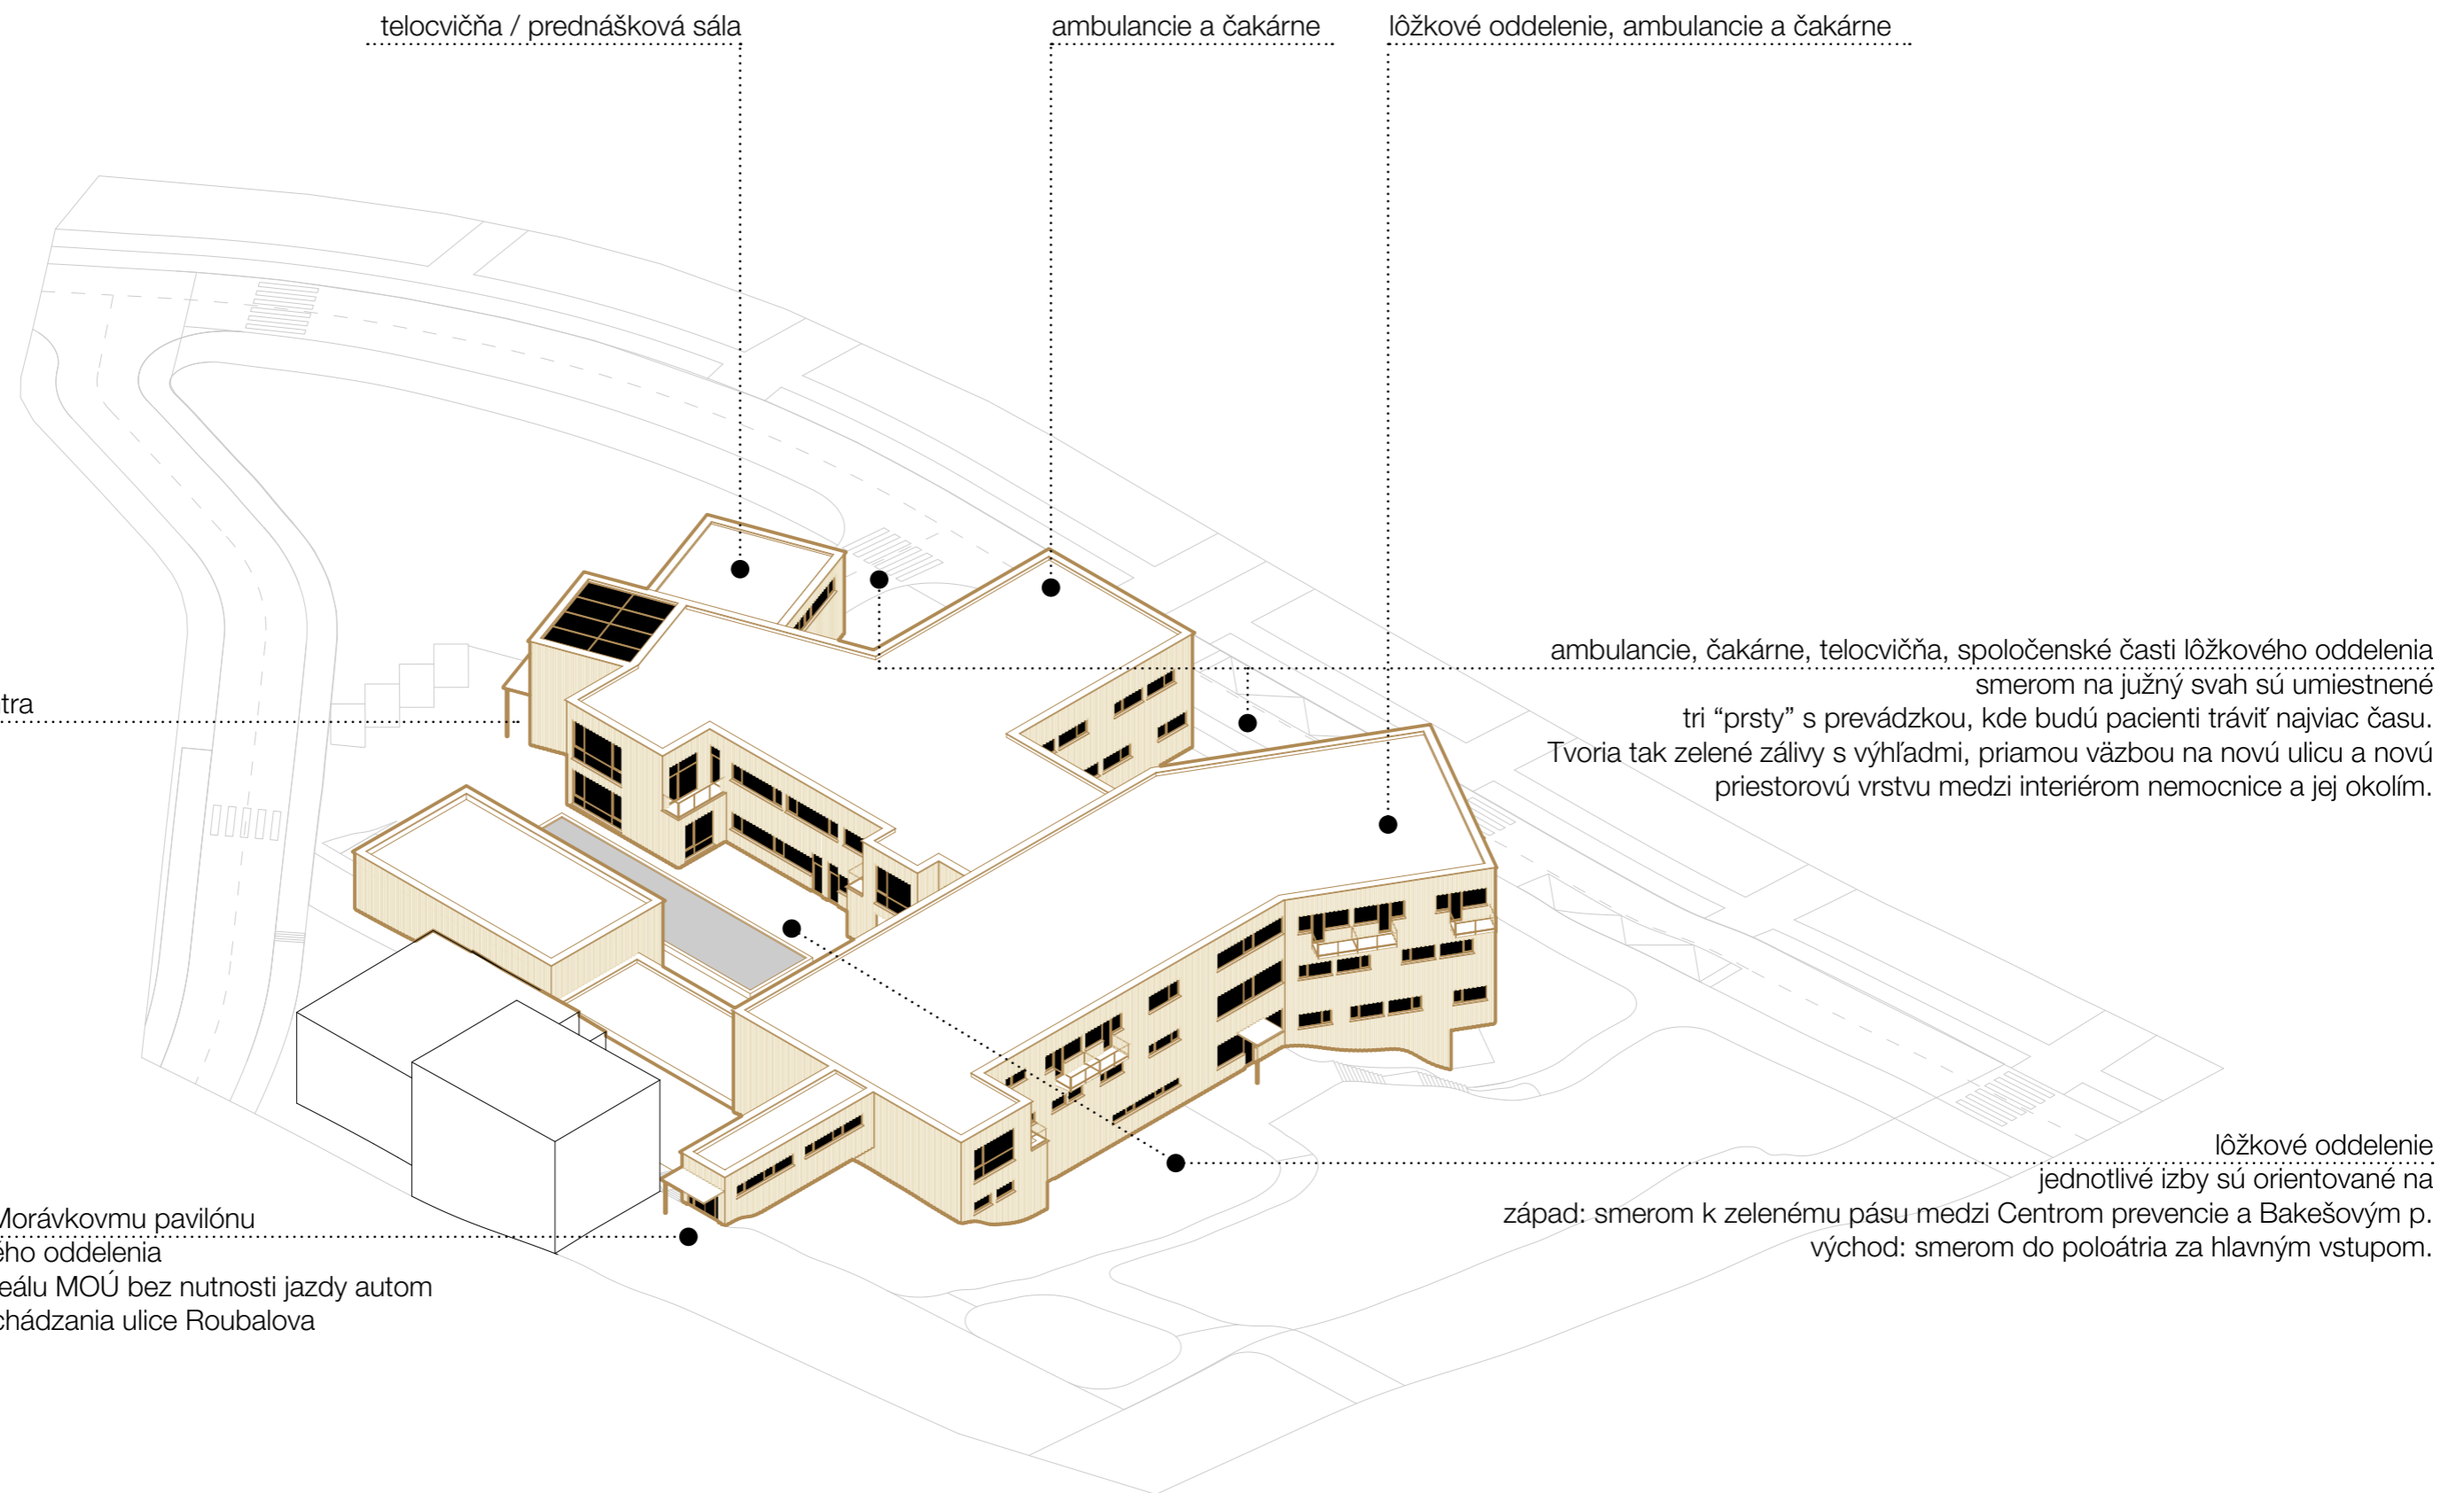 telocvičňa / prednášková sála
ambulancie a čakárne
lôžkové oddelenie, ambulancie a čakárne
ambulancie, čakárne, telocvičňa, spoločenské časti lôžkového oddelenia
smerom na južný svah sú umiestnené
tri “prsty” s prevádzkou, kde budú pacienti tráviť najviac času.
Tvoria tak zelené zálivy s výhľadmi, priamou väzbou na novú ulicu a novú
priestorovú vrstvu medzi interiérom nemocnice a jej okolím.
ntra
lôžkové oddelenie
jednotlivé izby sú orientované na
západ: smerom k zelenému pásu medzi Centrom prevencie a Bakešovým p.
východ: smerom do poloátria za hlavným vstupom.
Morávkovmu pavilónu
ého oddelenia
eálu MOÚ bez nutnosti jazdy autom
chádzania ulice Roubalova